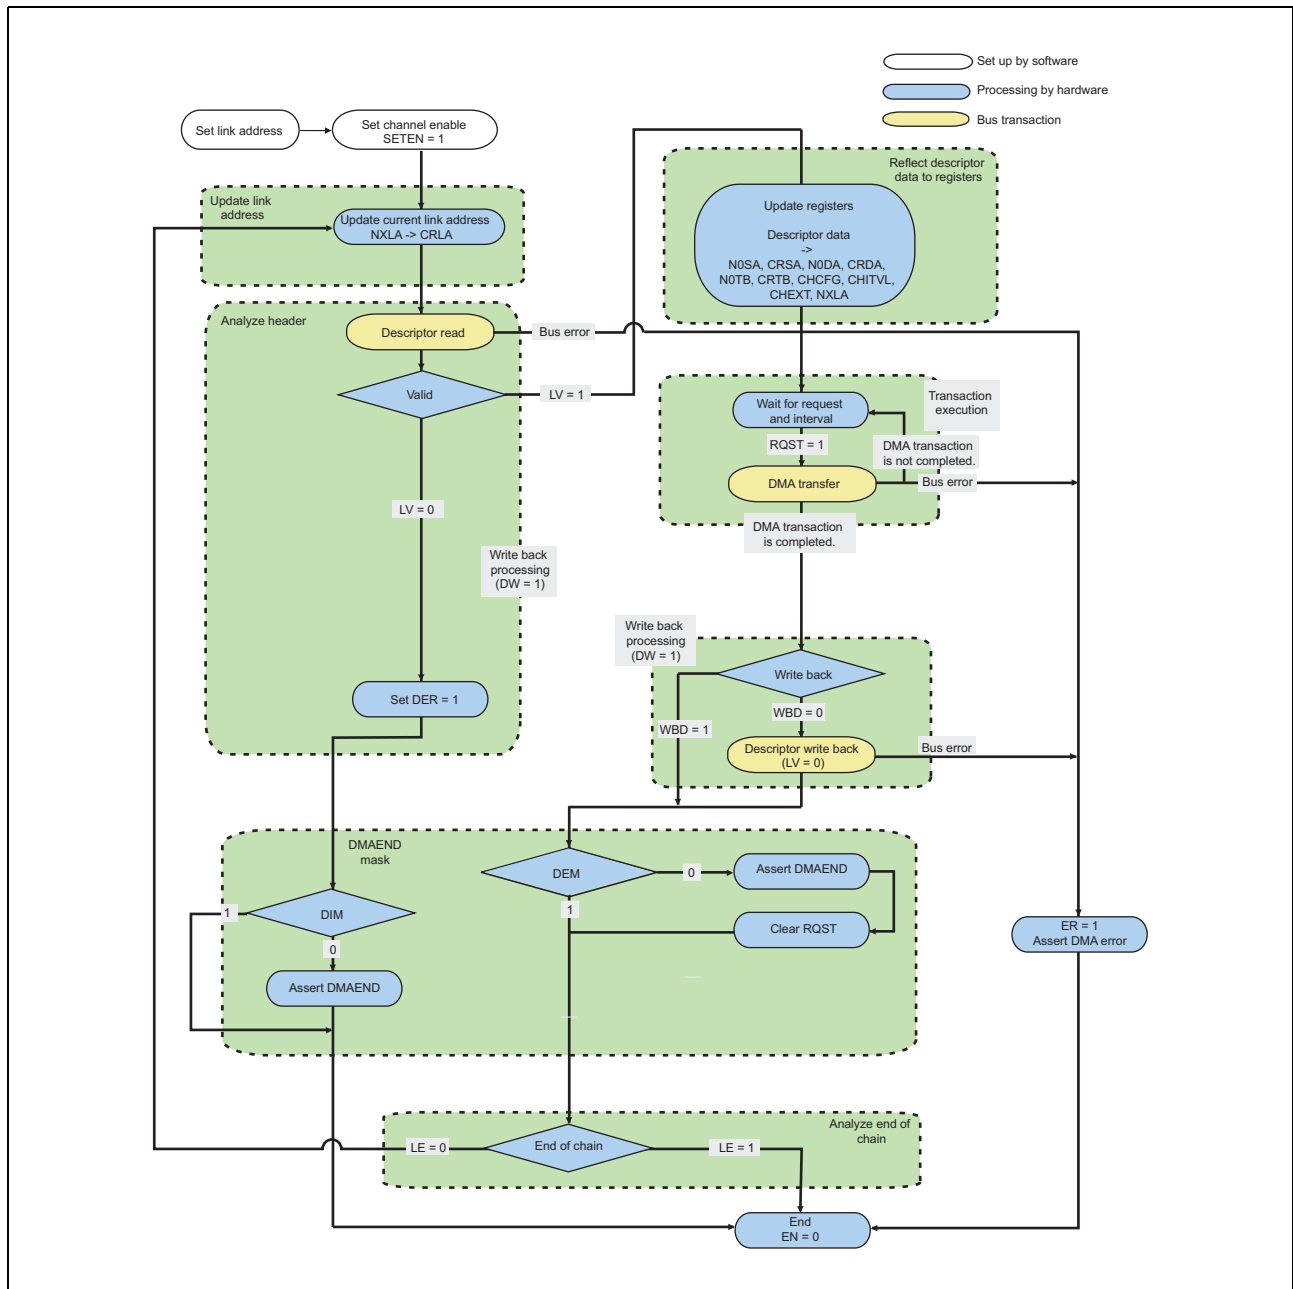 Set up by software
Processing by hardware
Bus transaction
Set link address
Set channel enable
SETEN = 1
Reflect descriptor
data to registers
Update link
address
Update current link address
NXLA -> CRLA
Update registers
Descriptor data
->
N0SA, CRSA, N0DA, CRDA,
N0TB, CRTB, CHCFG, CHITVL,
CHEXT, NXLA
Analyze header
Descriptor read
Bus error
Valid
LV = 1
Transaction
execution
Wait for request
and interval
RQST = 1
DMA transaction
is not completed.
DMA transfer
Bus error
LV = 0
DMA transaction
is completed.
Write back
processing
(DW = 1)
Write back
processing
(DW = 1)
Write back
Set DER = 1
WBD = 0
WBD = 1
Descriptor write back
(LV = 0)
Bus error
DMAEND
mask
DEM
0
Assert DMAEND
1
DIM
1
Clear RQST
ER = 1
Assert DMA error
0
Assert DMAEND
Analyze end of
chain
LE = 0
End of chain
LE = 1
End
EN = 0